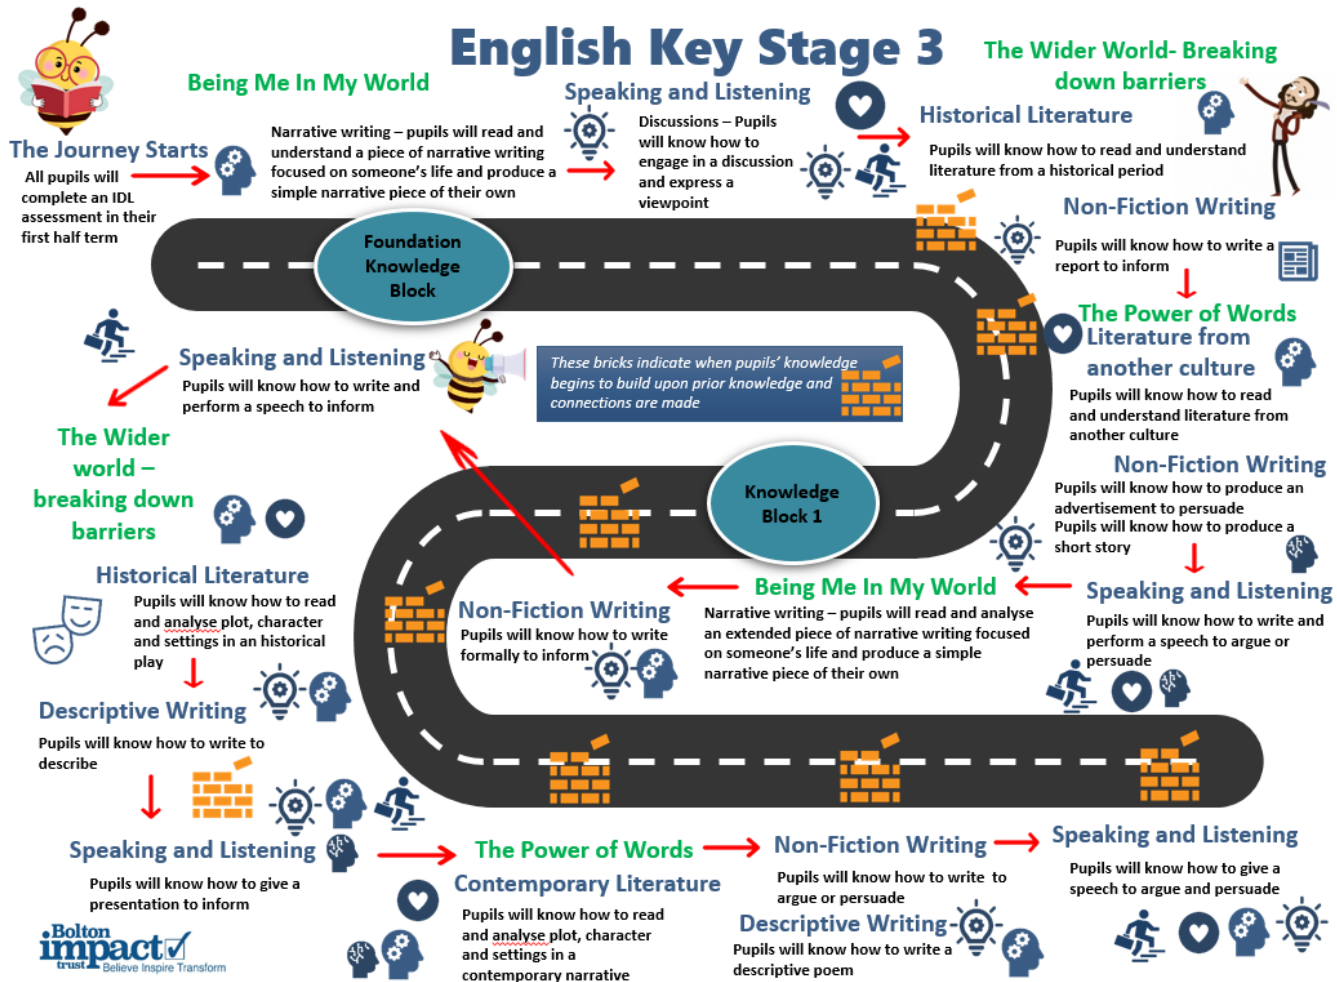 English Key Stage 3
Being Me In My World
The Journey Starts
All pupils will
complete an IDL
assessment in their
first half term
Narrative writing – pupils will read and
understand a piece of narrative writing
focused on someone's life and produce a
simple narrative piece of their own
Speaking and Listening
Discussions – Pupils
will know how to
engage in a discussion
and express a
viewpoint
The Wider World- Breaking
down barriers
Historical Literature
Pupils will know how to read and understand
literature from a historical period
Non-Fiction Writing
Pupils will know how to write a
report to inform
Foundation
Knowledge
Block
The Power of Words
Literature from
another culture
Pupils will know how to read
and understand literature from
another culture
Non-Fiction Writing
Pupils will know how to produce an
advertisement to persuade
Pupils will know how to produce a
short story
Speaking and Listening
Pupils will know how to write and
perform a speech to argue or
persuade
These bricks indicate when pupils' knowledge
begins to build upon prior knowledge and
connections are made
Knowledge
Block 1
Being Me In My World
Narrative writing – pupils will read and analyse
an extended piece of narrative writing focused
on someone's life and produce a simple
narrative piece of their own
Non-Fiction Writing
Pupils will know how to write
formally to inform
Speaking and Listening
Pupils will know how to write and
perform a speech to inform
The Wider
world –
breaking down
barriers
Historical Literature
Pupils will know how to read
and analyse plot, character
and settings in an historical
play
Descriptive Writing
Pupils will know how to write to
describe
Speaking and Listening
Pupils will know how to give a
presentation to inform
The Power of Words
Contemporary Literature
Pupils will know how to read
and analyse plot, character
and settings in a
contemporary narrative
Non-Fiction Writing
Pupils will know how to write to
argue or persuade
Descriptive Writing
Pupils will know how to write a
descriptive poem
Speaking and Listening
Pupils will know how to give a
speech to argue and persuade
Bolton
impact
trust Believe Inspire Transform